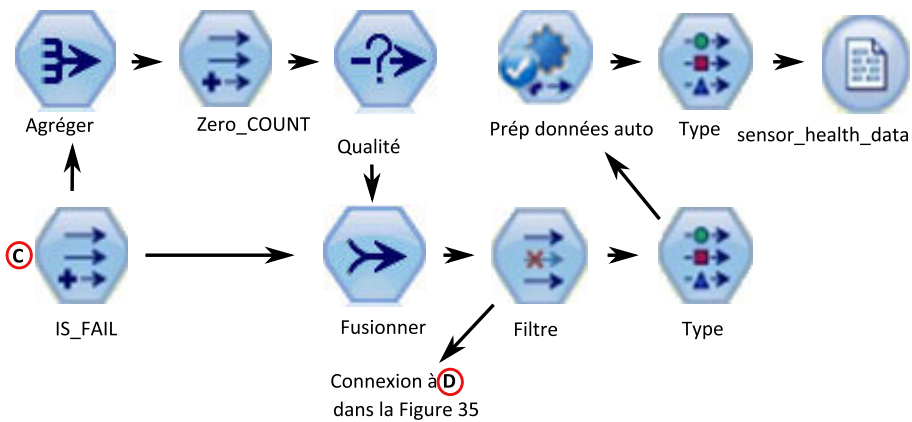 Agréger
Zero_COUNT
Qualité
Prép données auto
Type
sensor_health_data
C
IS_FAIL
Fusionner
Filtre
Type
Connexion à D
dans la Figure 35